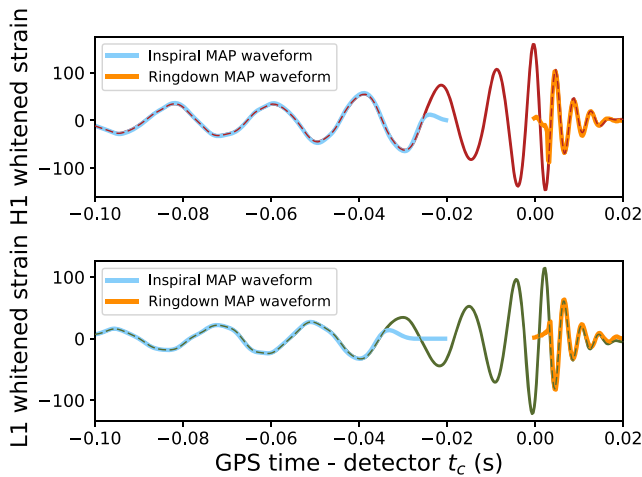 H1 whitened strain
Inspiral MAP waveform
Ringdown MAP waveform
100
0
−100
−0.10 −0.08 −0.06 −0.04 −0.02 0.00 0.02
L1 whitened strain
Inspiral MAP waveform
Ringdown MAP waveform
100
0
−100
−0.10 −0.08 −0.06 −0.04 −0.02 0.00 0.02
GPS time - detector t_c (s)